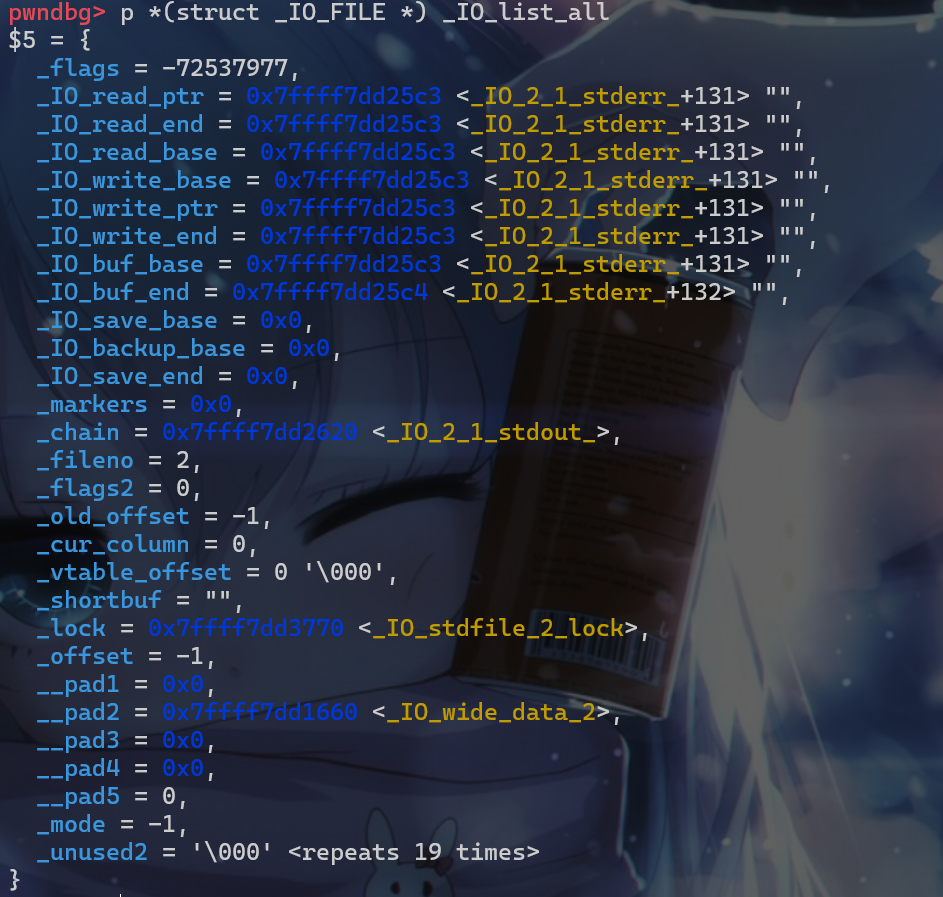 pwndbg> p *(struct _IO_FILE *) _IO_list_all
$5 = {
  _flags = -72537977,
  _IO_read_ptr = 0x7ffff7dd25c3 <_IO_2_1_stderr_+131> "",
  _IO_read_end = 0x7ffff7dd25c3 <_IO_2_1_stderr_+131> "",
  _IO_read_base = 0x7ffff7dd25c3 <_IO_2_1_stderr_+131> "",
  _IO_write_base = 0x7ffff7dd25c3 <_IO_2_1_stderr_+131> "",
  _IO_write_ptr = 0x7ffff7dd25c3 <_IO_2_1_stderr_+131> "",
  _IO_write_end = 0x7ffff7dd25c3 <_IO_2_1_stderr_+131> "",
  _IO_buf_base = 0x7ffff7dd25c3 <_IO_2_1_stderr_+131> "",
  _IO_buf_end = 0x7ffff7dd25c4 <_IO_2_1_stderr_+132> "",
  _IO_save_base = 0x0,
  _IO_backup_base = 0x0,
  _IO_save_end = 0x0,
  _markers = 0x0,
  _chain = 0x7ffff7dd2620 <_IO_2_1_stdout_>,
  _fileno = 2,
  _flags2 = 0,
  _old_offset = -1,
  _cur_column = 0,
  _vtable_offset = 0 '\000',
  _shortbuf = "",
  _lock = 0x7ffff7dd3770 <_IO_stdfile_2_lock>,
  _offset = -1,
  __pad1 = 0x0,
  __pad2 = 0x7ffff7dd1660 <_IO_wide_data_2>,
  __pad3 = 0x0,
  __pad4 = 0x0,
  __pad5 = 0,
  _mode = -1,
  _unused2 = '\000' <repeats 19 times>
}